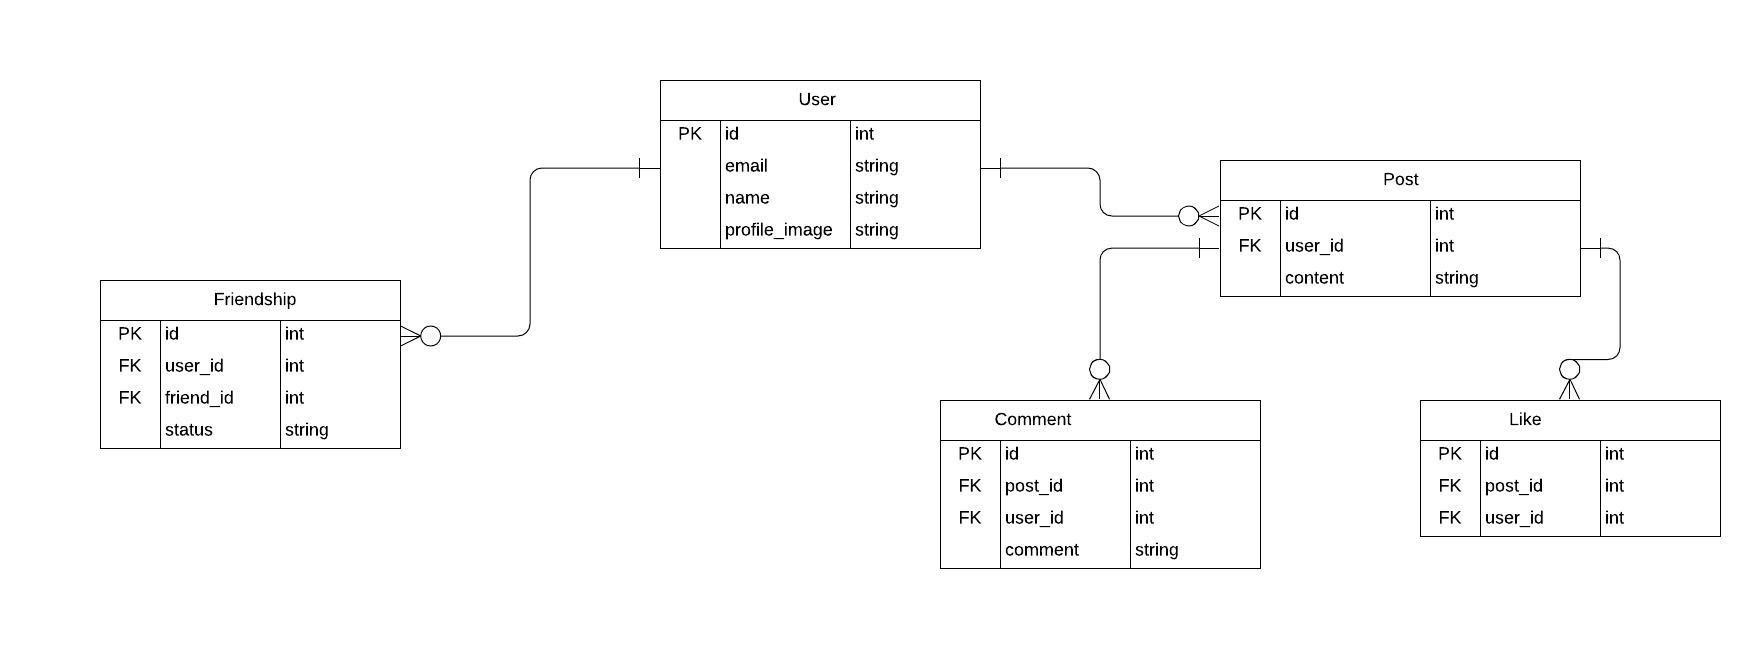 User
PK id int
email string
name string
profile_image string
Post
PK id int
FK user_id int
content string
Friendship
PK id int
FK user_id int
FK friend_id int
status string
Comment
PK id int
FK post_id int
FK user_id int
comment string
Like
PK id int
FK post_id int
FK user_id int